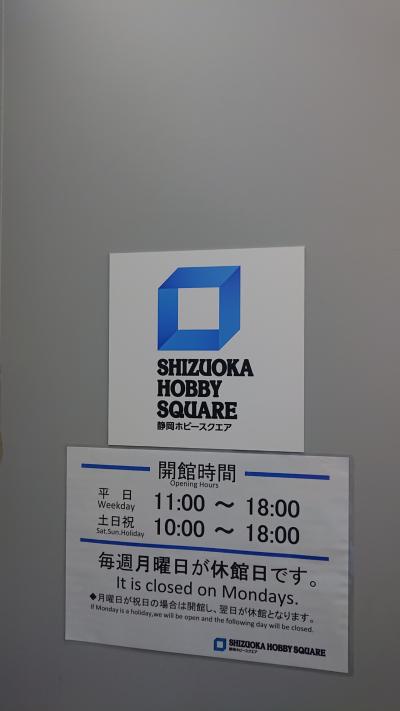 SHIZUOKA
HOBBY
SQUARE
静岡ホビースクエア
開館時間
Opening Hours
平 日 11:00 ～ 18:00
Weekday
土日祝 10:00 ～ 18:00
Sat.Sun.Holiday
毎週月曜日が休館日です。
It is closed on Mondays.
◆月曜日が祝日の場合は開館し、翌日が休館となります。
If Monday is a holiday,we will be open and the following day will be closed.
SHIZUOKA HOBBY SQUARE
静岡ホビースクエア